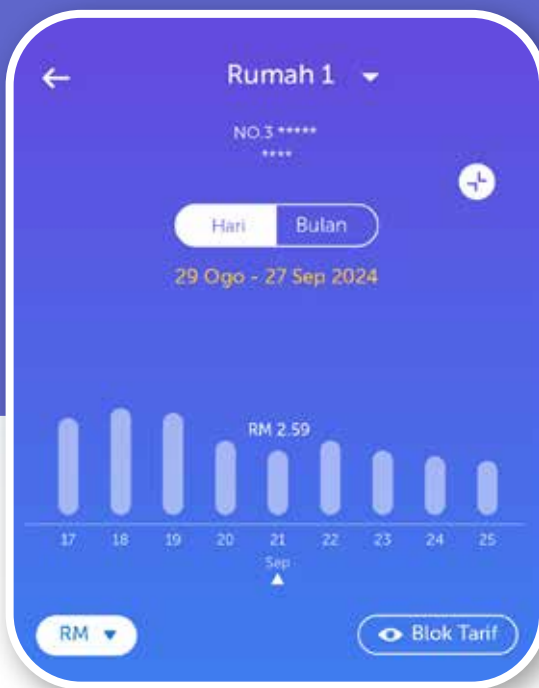 Rumah 1
NO.3 *****
****
Hari Bulan
29 Ogo - 27 Sep 2024
RM 2.59
17 18 19 20 21 22 23 24 25
Sep
RM
Blok Tarif